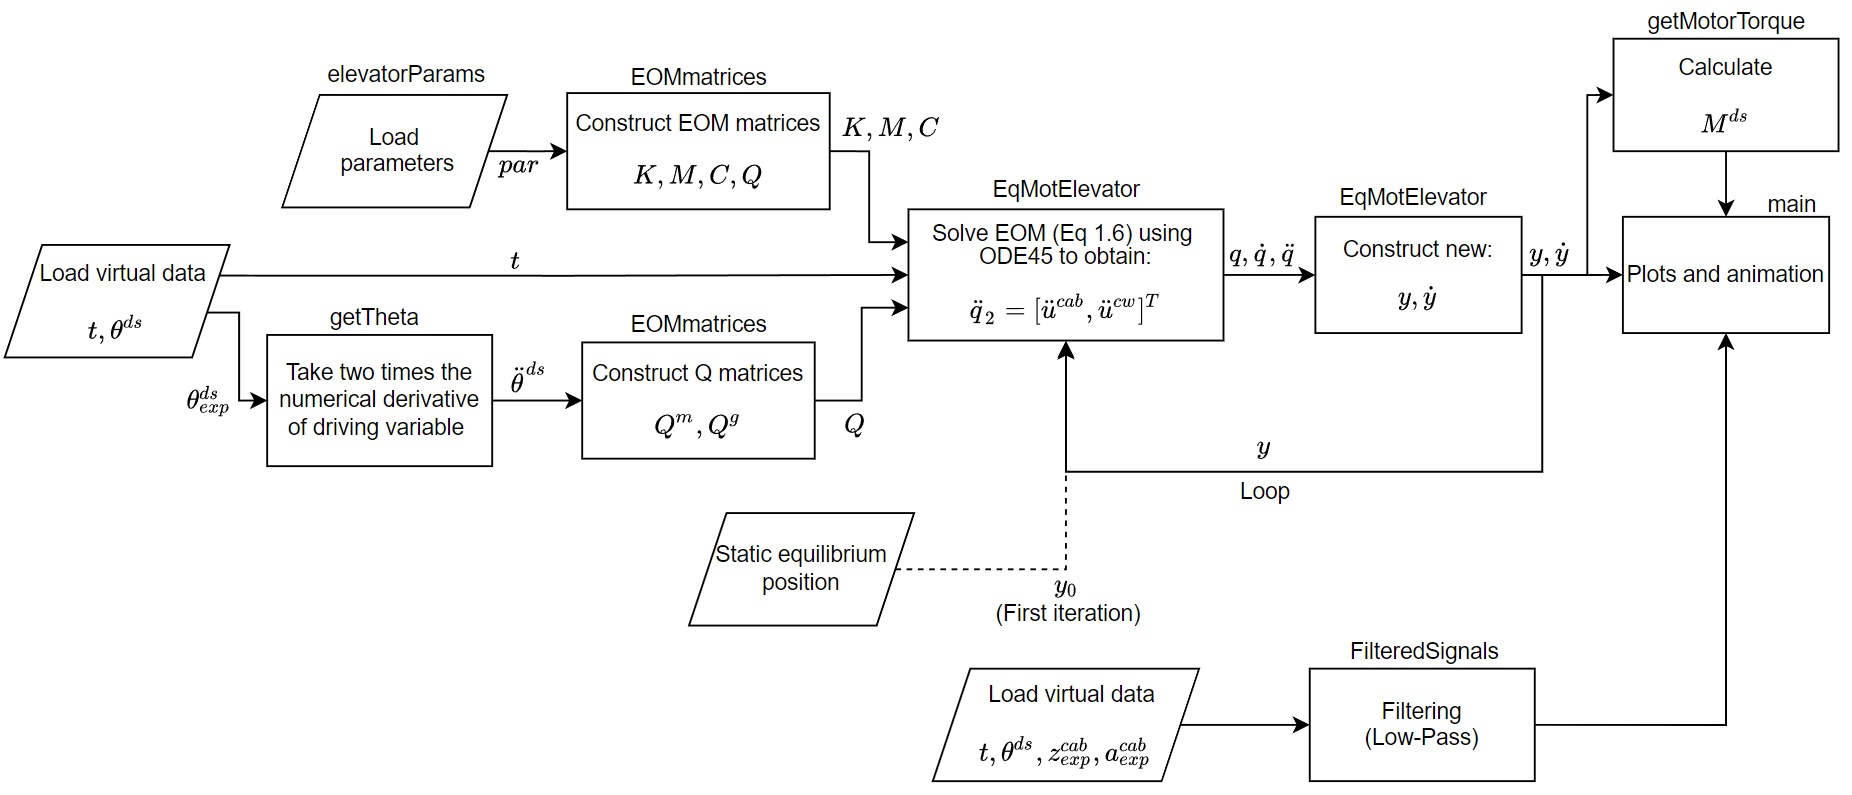 getMotorTorque
Calculate
M^{ds}
elevatorParams
Load
parameters
par
EOMmatrices
Construct EOM matrices
K, M, C, Q
K, M, C
EqMotElevator
Solve EOM (Eq 1.6) using
ODE45 to obtain:
q̈₂ = [ü^{cab}, ü^{cw}]^T
q, q̇, q̈
EqMotElevator
Construct new:
y, ẏ
y, ẏ
main
Plots and animation
Load virtual data
t, θ^{ds}
t
θ^{ds}_{exp}
getTheta
Take two times the
numerical derivative
of driving variable
θ̈^{ds}
EOMmatrices
Construct Q matrices
Q^m, Q^g
Q
y
Loop
Static equilibrium
position
y₀
(First iteration)
Load virtual data
t, θ^{ds}, z^{cab}_{exp}, a^{cab}_{exp}
FilteredSignals
Filtering
(Low-Pass)